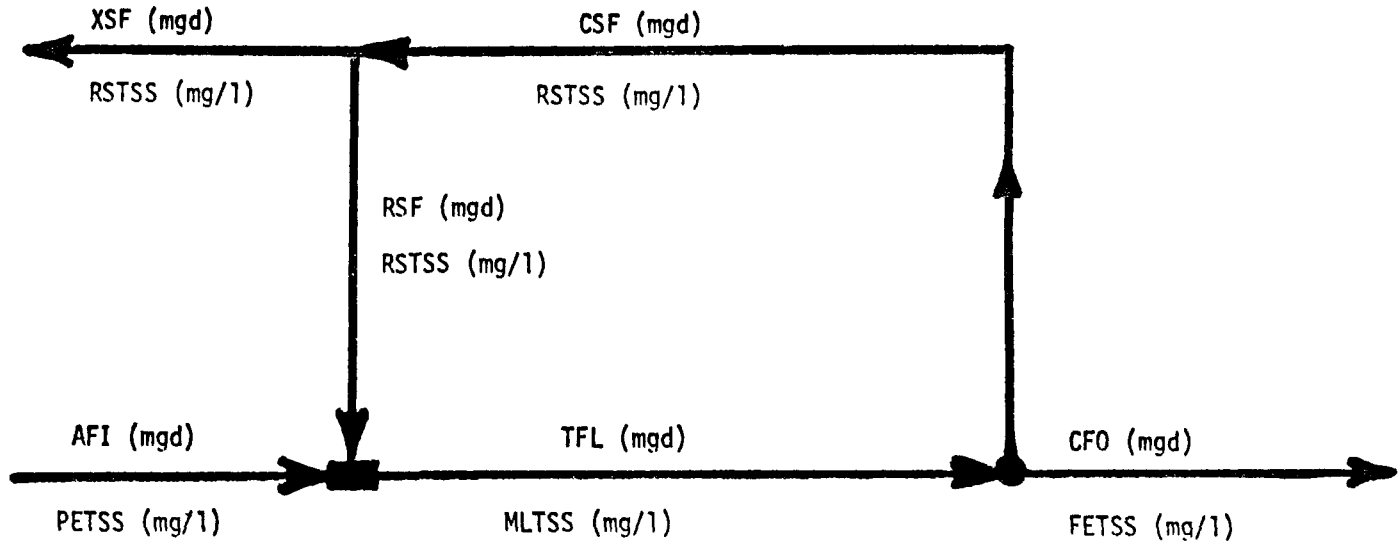 XSF (mgd)
CSF (mgd)
RSTSS (mg/l)
RSTSS (mg/l)
RSF (mgd)
RSTSS (mg/l)
AFI (mgd)
TFL (mgd)
CFO (mgd)
PETSS (mg/l)
MLTSS (mg/l)
FETSS (mg/l)